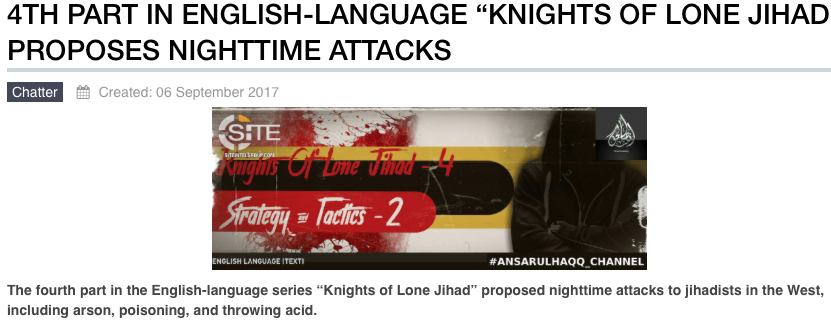 4TH PART IN ENGLISH-LANGUAGE “KNIGHTS OF LONE JIHAD
PROPOSES NIGHTTIME ATTACKS
Chatter Created: 06 September 2017
SITE
SITEINTELGROUP.COM
Knights Of Lone Jihad - 4
Strategy and Tactics - 2
ENGLISH LANGUAGE (TEXT) #ANSARULHAQQ_CHANNEL
The fourth part in the English-language series “Knights of Lone Jihad” proposed nighttime attacks to jihadists in the West,
including arson, poisoning, and throwing acid.